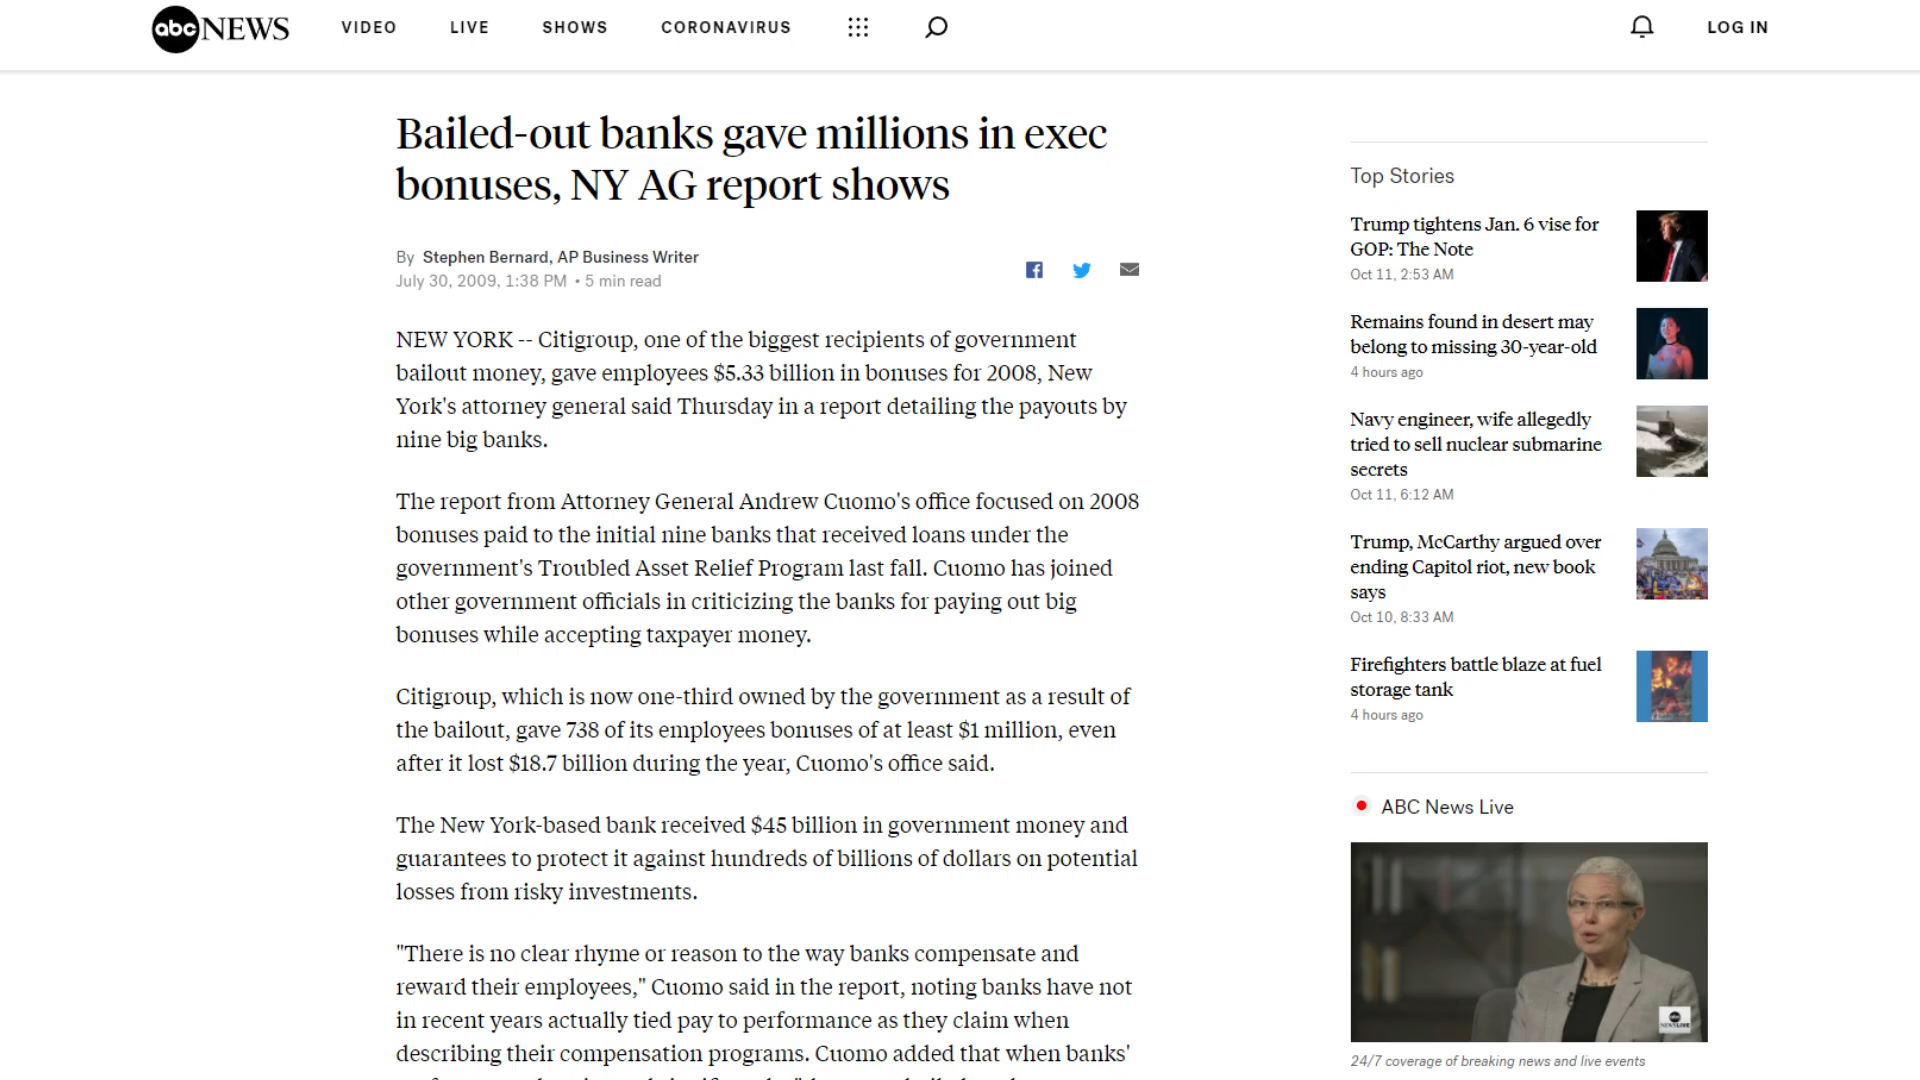 abc NEWS
VIDEO
LIVE
SHOWS
CORONAVIRUS
LOG IN
Bailed-out banks gave millions in exec
bonuses, NY AG report shows
By Stephen Bernard, AP Business Writer
July 30, 2009, 1:38 PM • 5 min read
NEW YORK -- Citigroup, one of the biggest recipients of government
bailout money, gave employees $5.33 billion in bonuses for 2008, New
York's attorney general said Thursday in a report detailing the payouts by
nine big banks.
The report from Attorney General Andrew Cuomo's office focused on 2008
bonuses paid to the initial nine banks that received loans under the
government's Troubled Asset Relief Program last fall. Cuomo has joined
other government officials in criticizing the banks for paying out big
bonuses while accepting taxpayer money.
Citigroup, which is now one-third owned by the government as a result of
the bailout, gave 738 of its employees bonuses of at least $1 million, even
after it lost $18.7 billion during the year, Cuomo's office said.
The New York-based bank received $45 billion in government money and
guarantees to protect it against hundreds of billions of dollars on potential
losses from risky investments.
"There is no clear rhyme or reason to the way banks compensate and
reward their employees," Cuomo said in the report, noting banks have not
in recent years actually tied pay to performance as they claim when
describing their compensation programs. Cuomo added that when banks'
Top Stories
Trump tightens Jan. 6 vise for
GOP: The Note
Oct 11, 2:53 AM
Remains found in desert may
belong to missing 30-year-old
4 hours ago
Navy engineer, wife allegedly
tried to sell nuclear submarine
secrets
Oct 11, 6:12 AM
Trump, McCarthy argued over
ending Capitol riot, new book
says
Oct 10, 8:33 AM
Firefighters battle blaze at fuel
storage tank
4 hours ago
ABC News Live
abc
NEWS LIVE
24/7 coverage of breaking news and live events